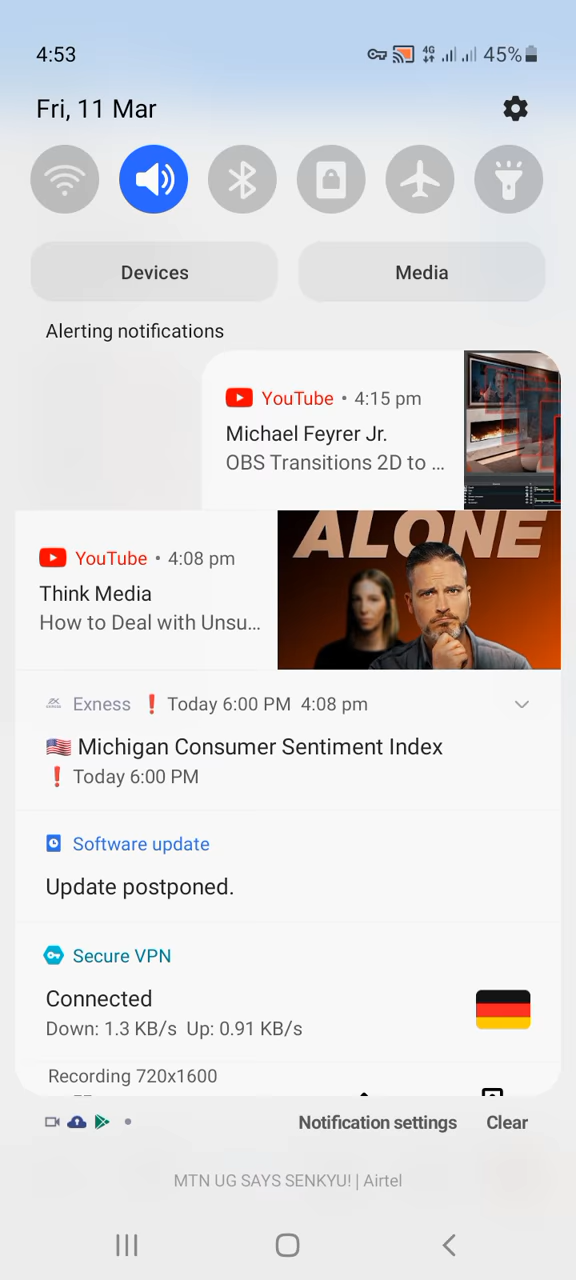 4:53
4G
45%
Fri, 11 Mar
Devices
Media
Alerting notifications
YouTube • 4:15 pm
Michael Feyrer Jr.
OBS Transitions 2D to ...
YouTube • 4:08 pm
Think Media
How to Deal with Unsu...
ALONE
Exness ❗ Today 6:00 PM 4:08 pm
🇺🇸 Michigan Consumer Sentiment Index
❗ Today 6:00 PM
Software update
Update postponed.
Secure VPN
Connected
Down: 1.3 KB/s Up: 0.91 KB/s
Recording 720x1600
Notification settings
Clear
MTN UG SAYS SENKYU! | Airtel